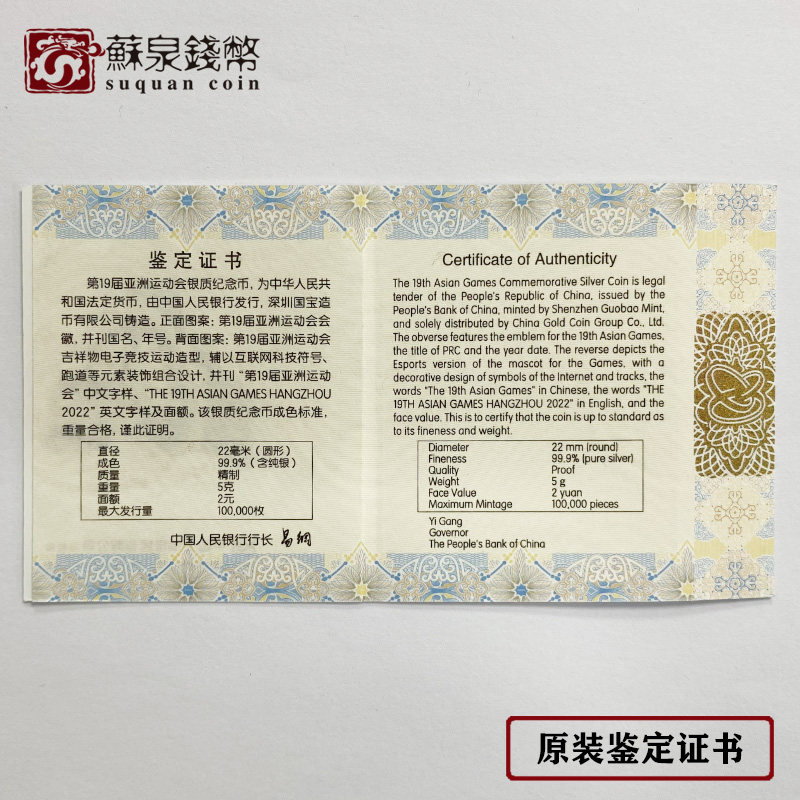 蘇泉錢幣
suquan coin
鉴定证书
第19届亚洲运动会银质纪念币，为中华人民共
和国法定货币，由中国人民银行发行，深圳国宝造
币有限公司铸造。正面图案：第19届亚洲运动会会
徽，并刊国名、年号。背面图案：第19届亚洲运动会
吉祥物电子竞技运动造型，辅以互联网科技符号、
跑道等元素装饰组合设计，并刊“第19届亚洲运动
会”中文字样、“THE 19TH ASIAN GAMES HANGZHOU
2022”英文字样及面额。该银质纪念币成色标准，
重量合格，谨此证明。
直径 22毫米（圆形）
成色 99.9%（含纯银）
质量 精制
重量 5克
面额 2元
最大发行量 100,000枚
中国人民银行行长 易纲
Certificate of Authenticity
The 19th Asian Games Commemorative Silver Coin is legal
tender of the People's Republic of China, issued by the
People's Bank of China, minted by Shenzhen Guobao Mint,
and solely distributed by China Gold Coin Group Co., Ltd.
The obverse features the emblem for the 19th Asian Games,
the title of PRC and the year date. The reverse depicts the
Esports version of the mascot for the Games, with a
decorative design of symbols of the Internet and tracks, the
words "The 19th Asian Games" in Chinese, the words "THE
19TH ASIAN GAMES HANGZHOU 2022" in English, and the
face value. This is to certify that the coin is up to standard as
to its fineness and weight.
Diameter 22 mm (round)
Fineness 99.9% (pure silver)
Quality Proof
Weight 5 g
Face Value 2 yuan
Maximum Mintage 100,000 pieces
Yi Gang
Governor
The People's Bank of China
原装鉴定证书